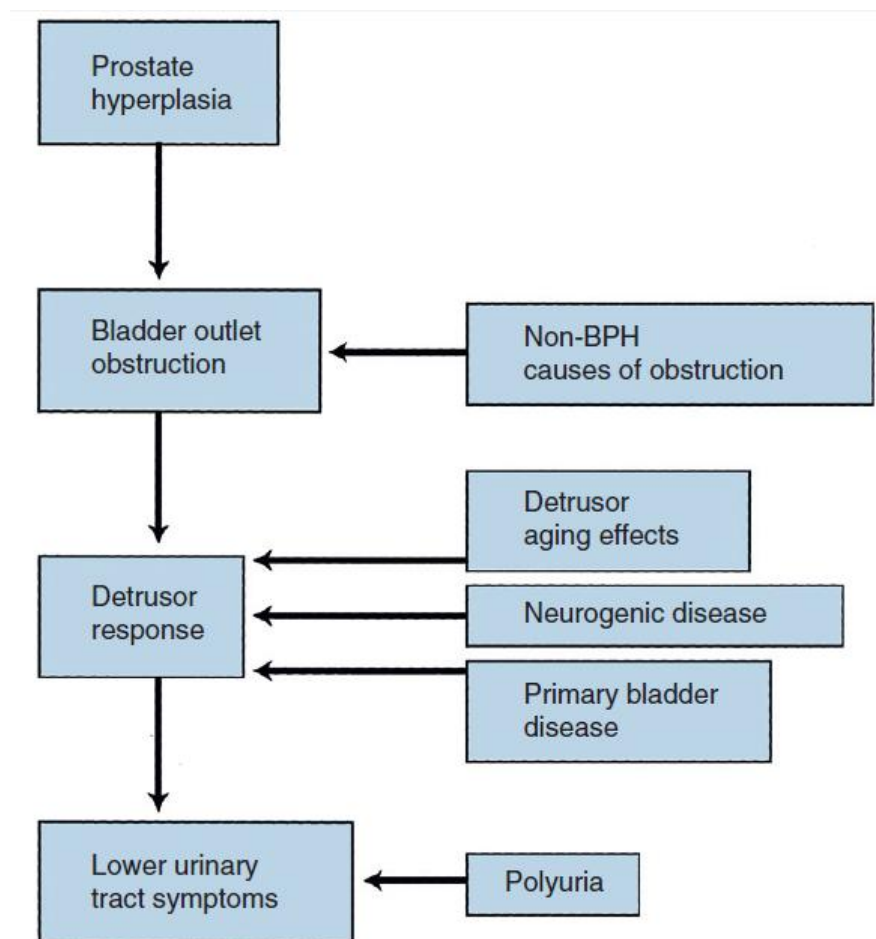 Prostate
hyperplasia
Bladder outlet
obstruction
Non-BPH
causes of obstruction
Detrusor
aging effects
Detrusor
response
Neurogenic disease
Primary bladder
disease
Lower urinary
tract symptoms
Polyuria